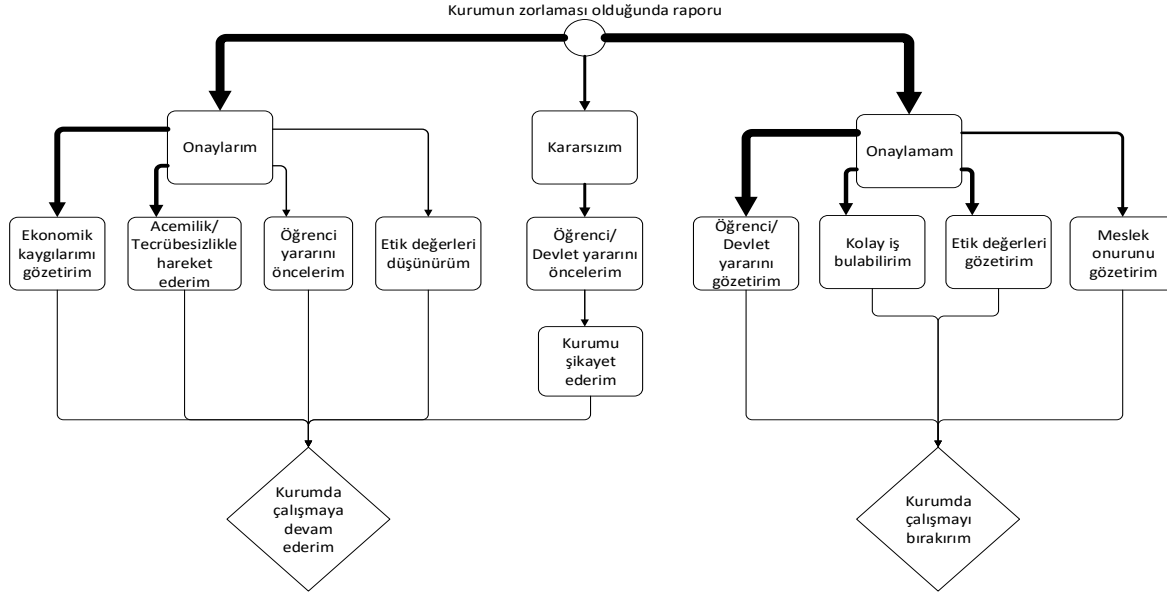 Kurumun zorlaması olduğunda raporu
Onaylarım
Kararsızım
Onaylamam
Ekonomik
kaygılarımı
gözetirim
Acemilik/
Tecrübesizlikle
hareket
ederim
Öğrenci
yararını
öncelerim
Etik değerleri
düşünürüm
Öğrenci/
Devlet yararını
öncelerim
Öğrenci/
Devlet
yararını
gözetirim
Kolay iş
bulabilirim
Etik değerleri
gözetirim
Meslek
onurunu
gözetirim
Kurumu
şikayet
ederim
Kurumda
çalışmaya
devam
ederim
Kurumda
çalışmayı
bırakırım